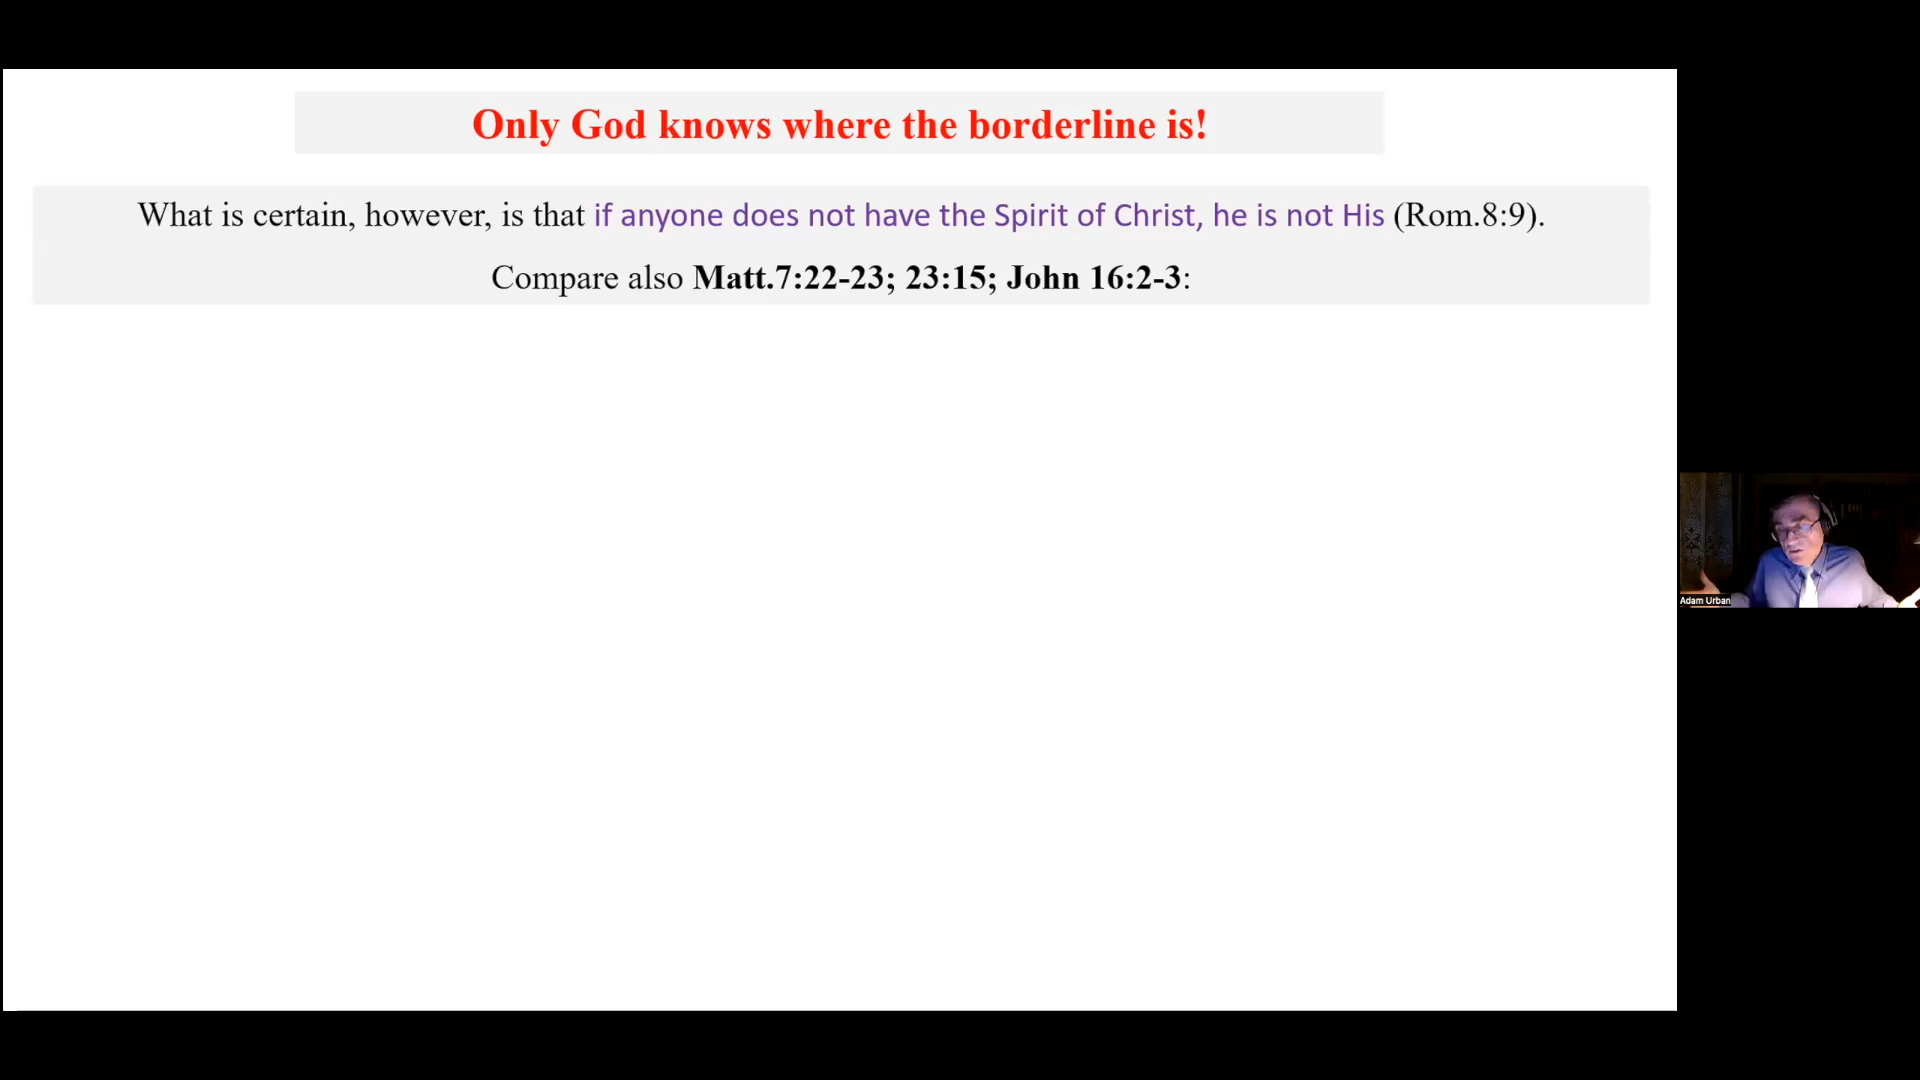 Only God knows where the borderline is!
What is certain, however, is that if anyone does not have the Spirit of Christ, he is not His (Rom.8:9).
Compare also Matt.7:22-23; 23:15; John 16:2-3:
Adam Urban